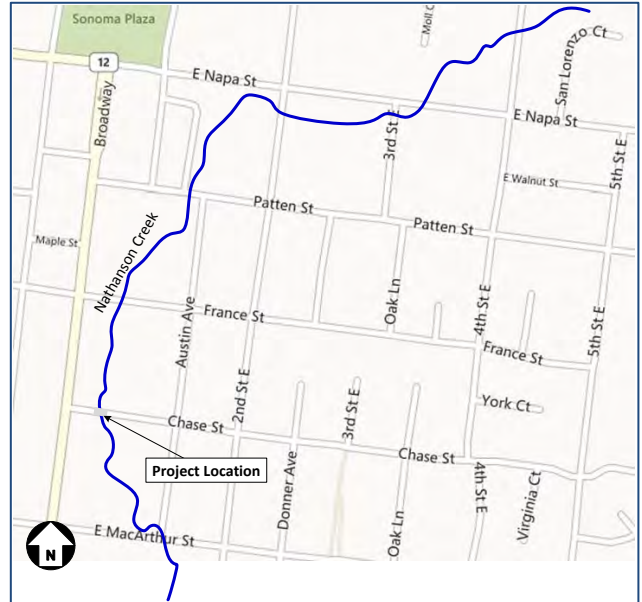 Sonoma Plaza
Moll C
San Lorenzo Ct
12
E Napa St
Broadway
E Napa St
3rd St E
5th St E
E Walnut St
Patten St
Patten St
Maple St
Nathanson Creek
Austin Ave
Oak Ln
4th St E
France St
2nd St E
France St
5th St E
York Ct
Chase St
3rd St E
Chase St
Project Location
Donner Ave
Oak Ln
4th St E
Virginia Ct
E MacArthur St
N